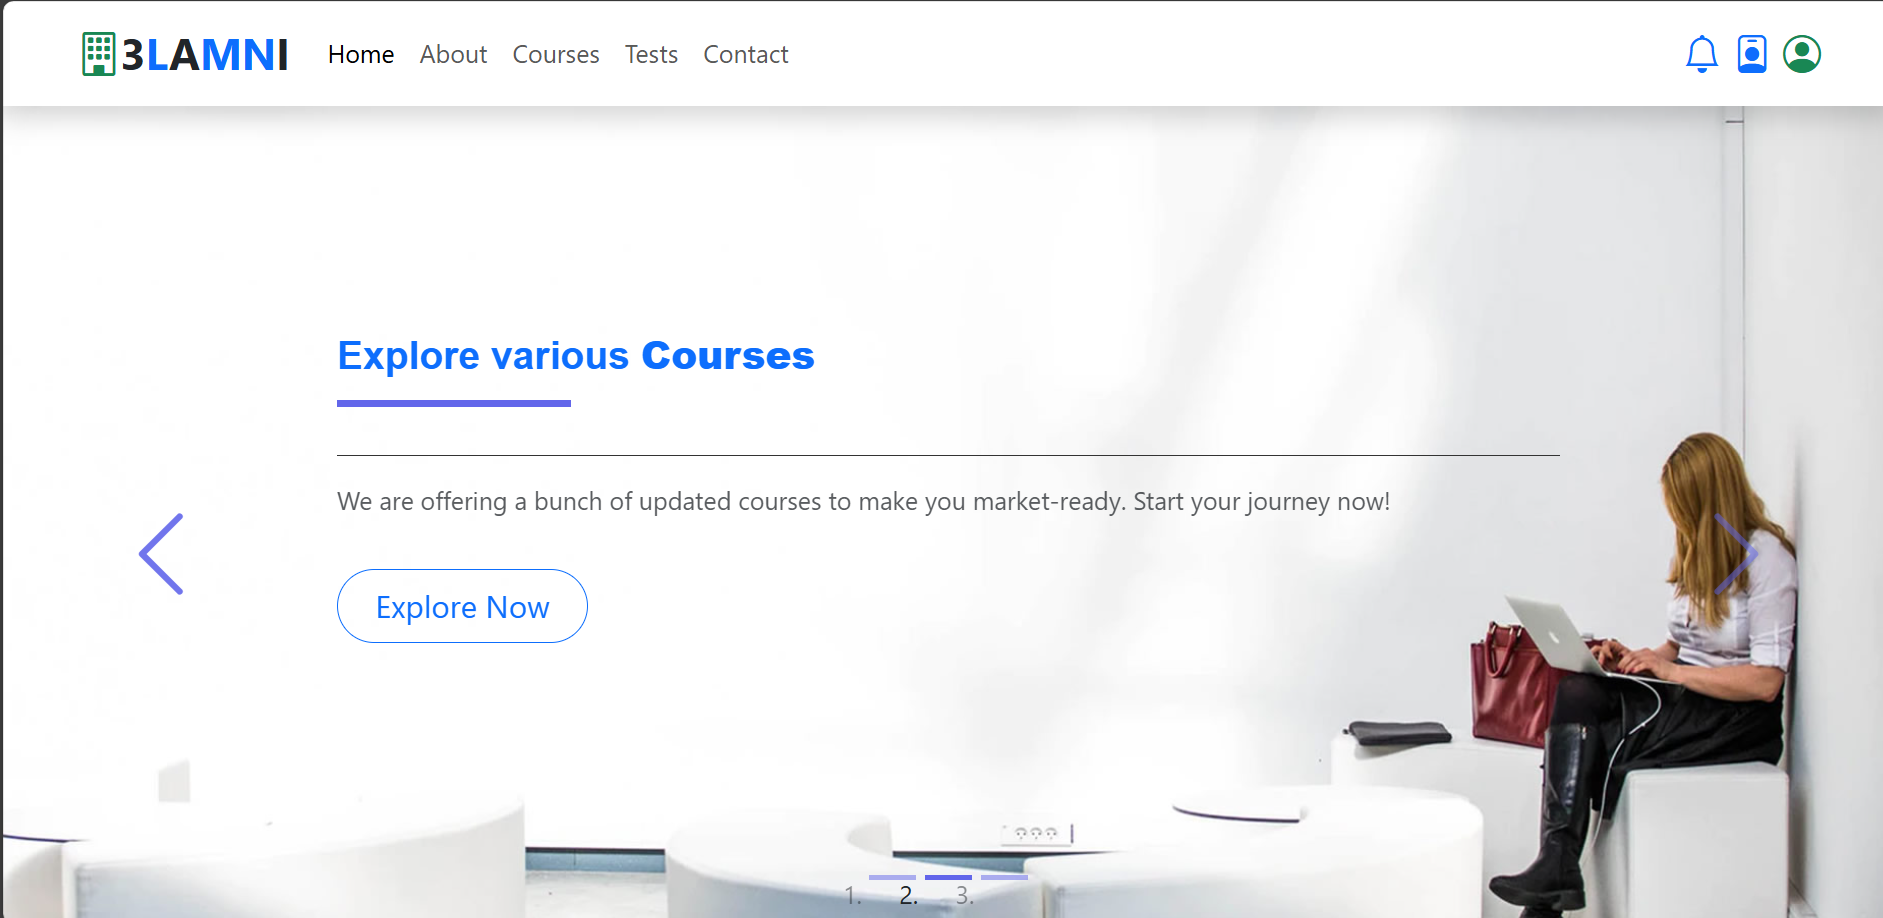 3LAMNI Home About Courses Tests Contact
Explore various Courses
We are offering a bunch of updated courses to make you market-ready. Start your journey now!
Explore Now
1. 2. 3.